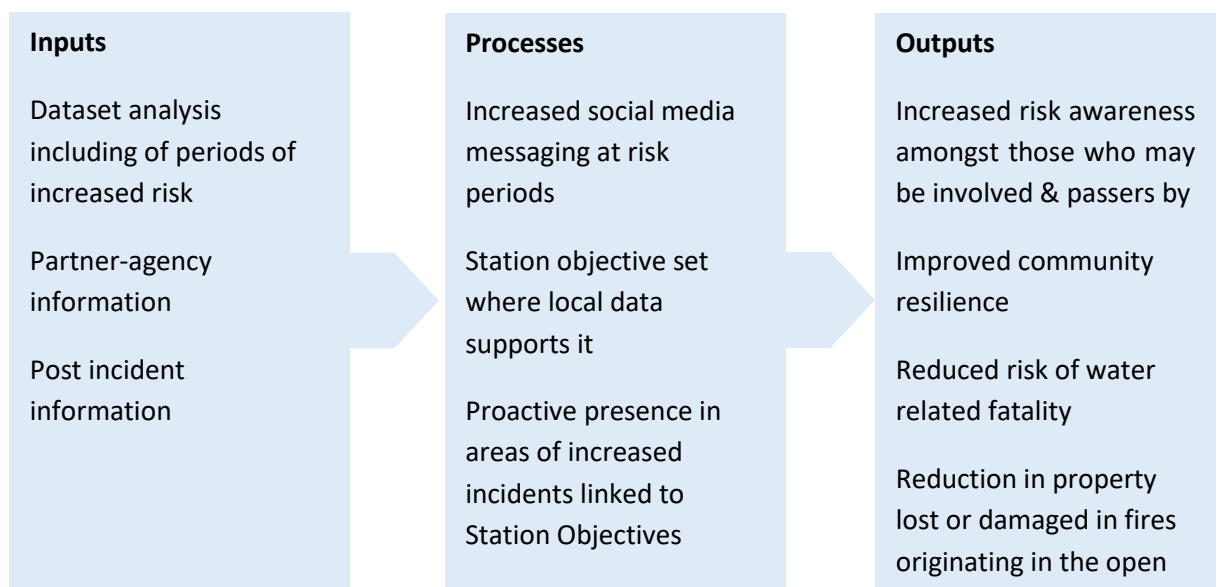 Inputs
Dataset analysis
including of periods of
increased risk
Partner-agency
information
Post incident
information
Processes
Increased social media
messaging at risk
periods
Station objective set
where local data
supports it
Proactive presence in
areas of increased
incidents linked to
Station Objectives
Outputs
Increased risk awareness
amongst those who may
be involved & passers by
Improved community
resilience
Reduced risk of water
related fatality
Reduction in property
lost or damaged in fires
originating in the open